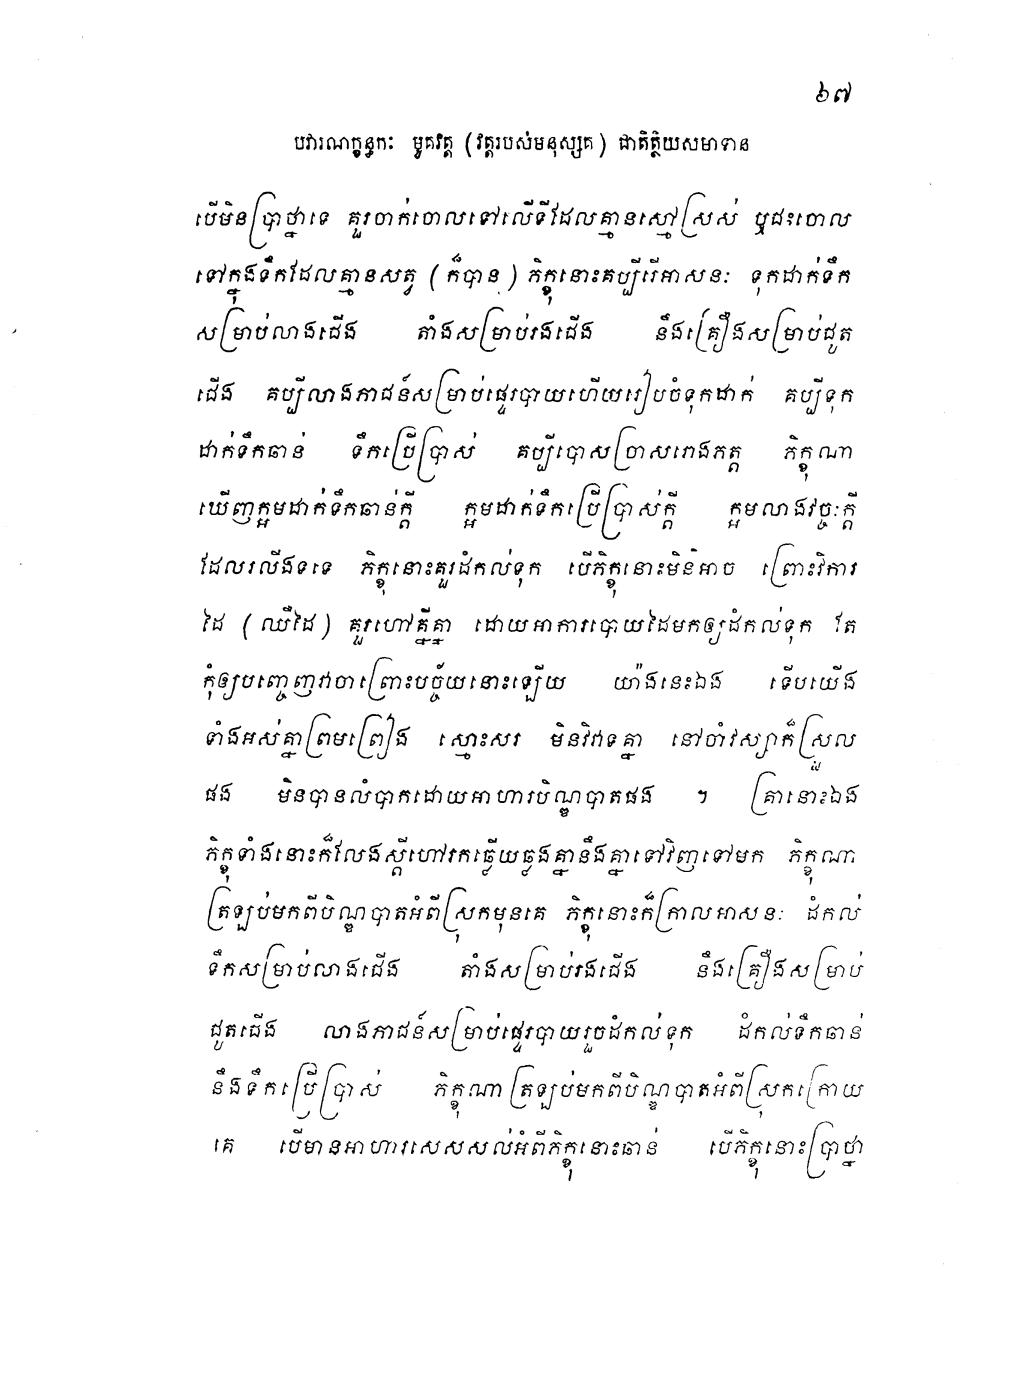 ៦៧
បវារណក្ខន្ធកៈ មូគវត្ត (វត្តរបស់មនុស្សគ) ជាតិត្ថិយសមាទាន
បើមិនប្រាថ្នាទេ គួរចាក់ចោលទៅលើទីដែលគ្មានស្មៅស្រស់ ឬជះចោល
ទៅក្នុងទឹកដែលគ្មានសត្វ (ក៏បាន) ភិក្ខុនោះគប្បីរើអាសនៈ ទុកដាក់ទឹក
សម្រាប់លាងជើង តាំងសម្រាប់រងជើង នឹងគ្រឿងសម្រាប់ជូត
ជើង គប្បីលាងភាជន៍សម្រាប់ផ្ទេរបាយហើយរៀបចំទុកដាក់ គប្បីទុក
ដាក់ទឹកឆាន់ ទឹកប្រើប្រាស់ គប្បីបោសច្រាសរោងភត្ត ភិក្ខុណា
ឃើញក្អមដាក់ទឹកឆាន់ក្តី ក្អមដាក់ទឹកប្រើប្រាស់ក្តី ក្អមលាងវច្ចៈក្តី
ដែលរលីងទទេ ភិក្ខុនោះគួរដំកល់ទុក បើភិក្ខុនោះមិនអាច ព្រោះវិការ
ដៃ (ឈឺដៃ) គួរហៅគ្នីគ្នា ដោយអាការបោយដៃមកឲ្យដំកល់ទុក តែ
កុំឲ្យបញ្ចេញវាចាព្រោះបច្ច័យនោះឡើយ យ៉ាងនេះឯង ទើបយើង
ទាំងអស់គ្នាព្រមព្រៀង ស្មោះសរ មិនវិវាទគ្នា នៅចាំវស្សាក៏ស្រួល
ផង មិនបានលំបាកដោយអាហារបិណ្ឌបាតផង ។ គ្រានោះឯង
ភិក្ខុទាំងនោះក៏លែងស្តីហៅរកឆ្លើយឆ្លងគ្នានឹងគ្នាទៅវិញទៅមក ភិក្ខុណា
ត្រឡប់មកពីបិណ្ឌបាតអំពីស្រុកមុនគេ ភិក្ខុនោះក៏ក្រាលអាសនៈ ដំកល់
ទឹកសម្រាប់លាងជើង តាំងសម្រាប់រងជើង នឹងគ្រឿងសម្រាប់
ជូតជើង លាងភាជន៍សម្រាប់ផ្ទេរបាយរួចដំកល់ទុក ដំកល់ទឹកឆាន់
នឹងទឹកប្រើប្រាស់ ភិក្ខុណាត្រឡប់មកពីបិណ្ឌបាតអំពីស្រុកក្រោយ
គេ បើមានអាហារសេសសល់អំពីភិក្ខុនោះឆាន់ បើភិក្ខុនោះប្រាថ្នា